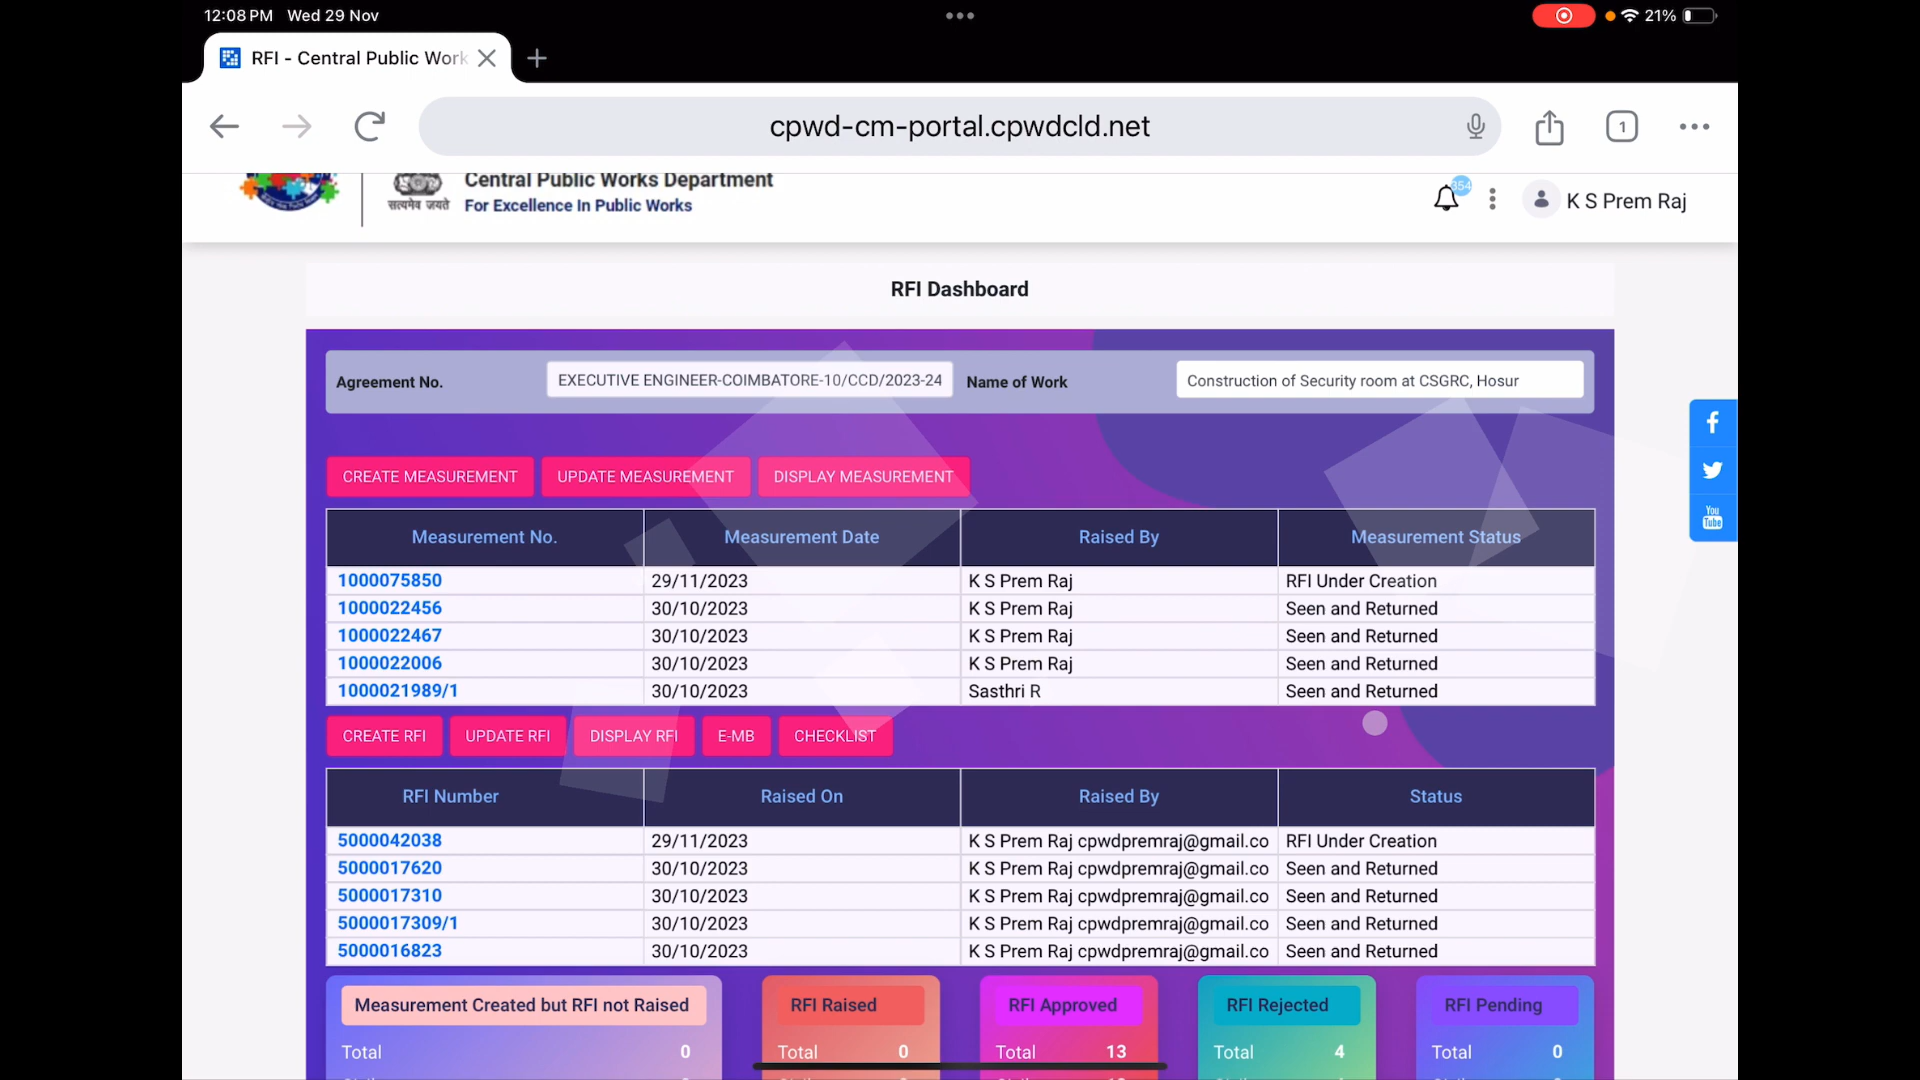 12:08 PM Wed 29 Nov
21%
RFI - Central Public Work
cpwd-cm-portal.cpwdcld.net
1
सत्यमेव जयते
Central Public Works Department
For Excellence In Public Works
354
K S Prem Raj
RFI Dashboard
Agreement No. EXECUTIVE ENGINEER-COIMBATORE-10/CCD/2023-24 Name of Work Construction of Security room at CSGRC, Hosur
CREATE MEASUREMENT UPDATE MEASUREMENT DISPLAY MEASUREMENT
You
Tube
Measurement No. Measurement Date Raised By Measurement Status
1000075850 29/11/2023 K S Prem Raj RFI Under Creation
1000022456 30/10/2023 K S Prem Raj Seen and Returned
1000022467 30/10/2023 K S Prem Raj Seen and Returned
1000022006 30/10/2023 K S Prem Raj Seen and Returned
1000021989/1 30/10/2023 Sasthri R Seen and Returned
CREATE RFI UPDATE RFI DISPLAY RFI E-MB CHECKLIST
RFI Number Raised On Raised By Status
5000042038 29/11/2023 K S Prem Raj cpwdpremraj@gmail.co RFI Under Creation
5000017620 30/10/2023 K S Prem Raj cpwdpremraj@gmail.co Seen and Returned
5000017310 30/10/2023 K S Prem Raj cpwdpremraj@gmail.co Seen and Returned
5000017309/1 30/10/2023 K S Prem Raj cpwdpremraj@gmail.co Seen and Returned
5000016823 30/10/2023 K S Prem Raj cpwdpremraj@gmail.co Seen and Returned
Measurement Created but RFI not Raised RFI Raised RFI Approved RFI Rejected RFI Pending
Total 0 Total 0 Total 13 Total 4 Total 0